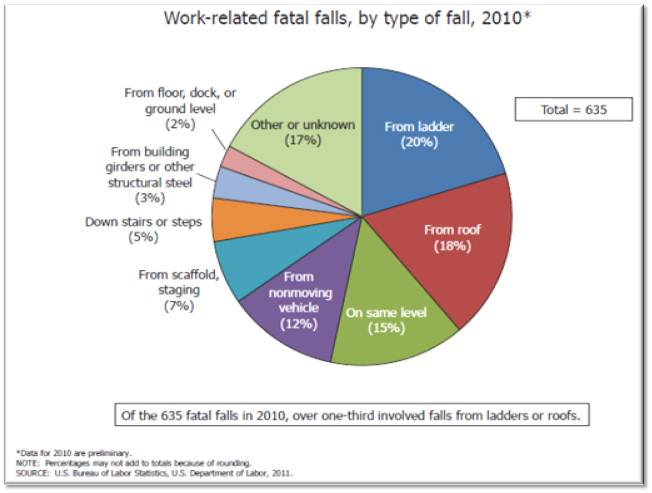 Work-related fatal falls, by type of fall, 2010*
Total = 635
From floor, dock, or
ground level
(2%)
Other or unknown
(17%)
From ladder
(20%)
From building
girders or other
structural steel
(3%)
Down stairs or steps
(5%)
From roof
(18%)
From scaffold,
staging
(7%)
From
nonmoving
vehicle
(12%)
On same level
(15%)
Of the 635 fatal falls in 2010, over one-third involved falls from ladders or roofs.
*Data for 2010 are preliminary.
NOTE: Percentages may not add to totals because of rounding.
SOURCE: U.S. Bureau of Labor Statistics, U.S. Department of Labor, 2011.